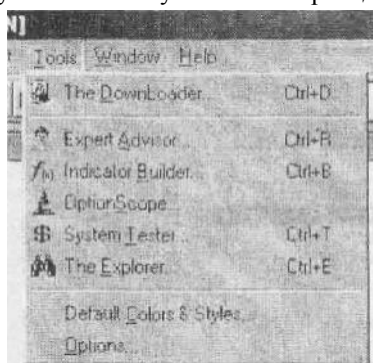 N]
Tools Window Help
The DownLoader... Ctrl+D
Expert Advisor... Ctrl+R
f(x) Indicator Builder... Ctrl+B
OptionScope...
$ System Tester... Ctrl+T
The Explorer... Ctrl+E
Default Colors & Styles...
Options...